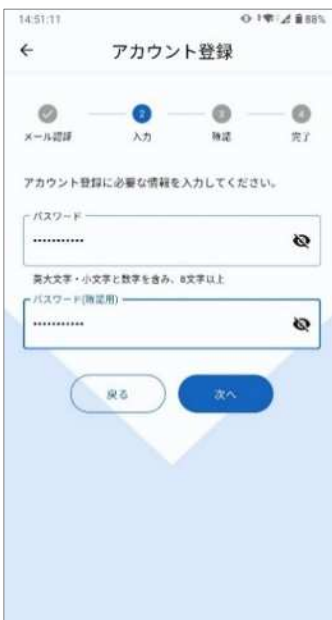 14:51:11 88%
アカウント登録
2 3 4
メール認証 入力 確認 完了
アカウント登録に必要な情報を入力してください。
パスワード
•••••••••••
英大文字・小文字と数字を含み、8文字以上
パスワード(確認用)
•••••••••••
戻る 次へ